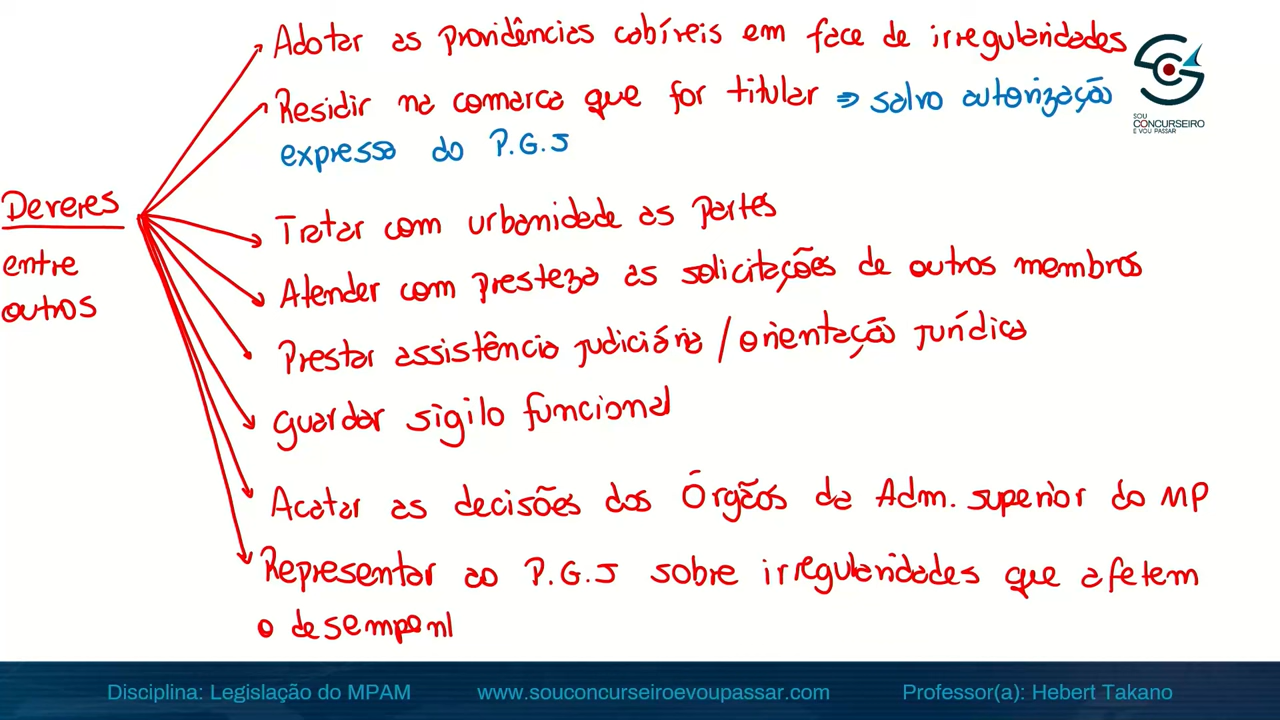 Adotar as providências cabíveis em face de irregularidades
Residir na comarca que for titular => salvo autorização
expressa do P.G.J
SOU
CONCURSEIRO
E VOU PASSAR
Deveres
entre
outros
Tratar com urbanidade as partes
Atender com presteza as solicitações de outros membros
Prestar assistência judiciária / orientação jurídica
guardar sigilo funcional
Acatar as decisões dos Órgãos da Adm. superior do MP
Representar ao P.G.J sobre irregularidades que afetem
o desempenh
Disciplina: Legislação do MPAM www.souconcurseiroevoupassar.com Professor(a): Hebert Takano